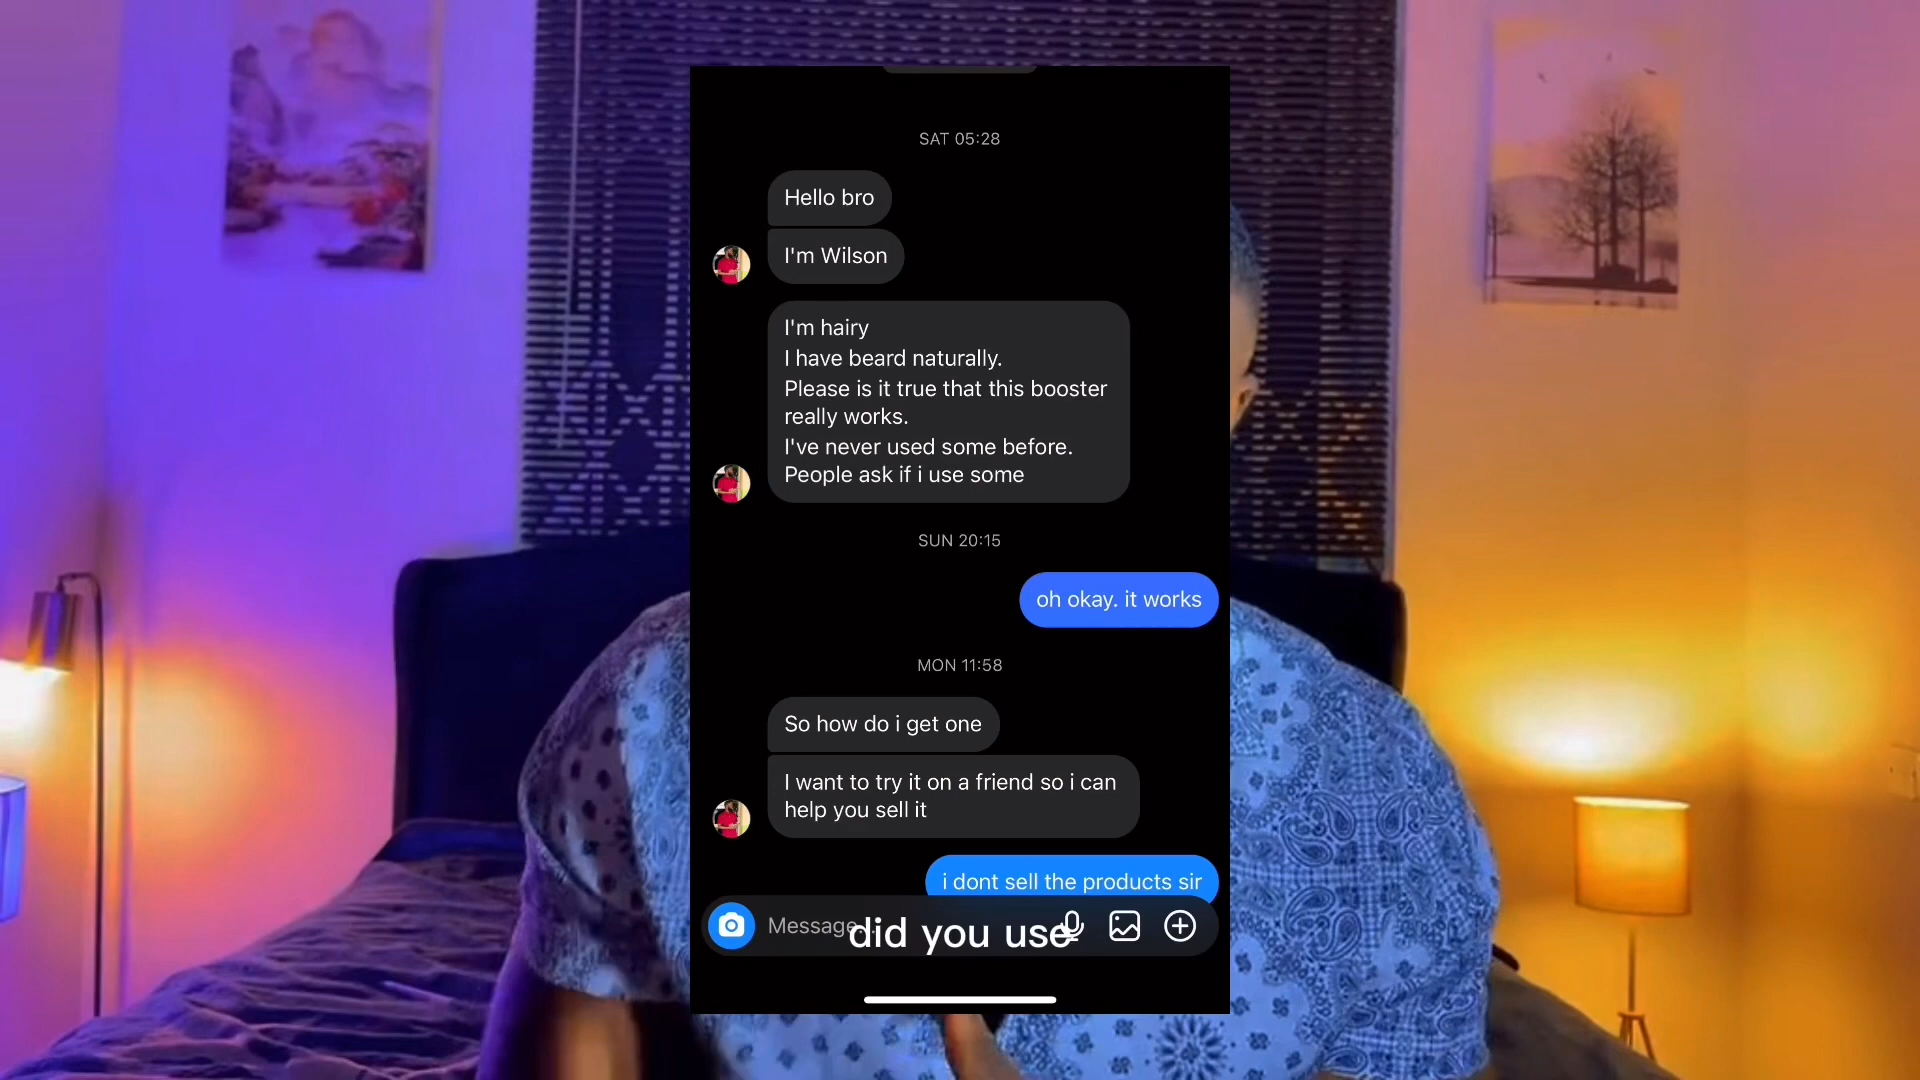 SAT 05:28
Hello bro
I'm Wilson
I'm hairy
I have beard naturally.
Please is it true that this booster
really works.
I've never used some before.
People ask if i use some
SUN 20:15
oh okay. it works
MON 11:58
So how do i get one
I want to try it on a friend so i can
help you sell it
i dont sell the products sir
Message...
did you use